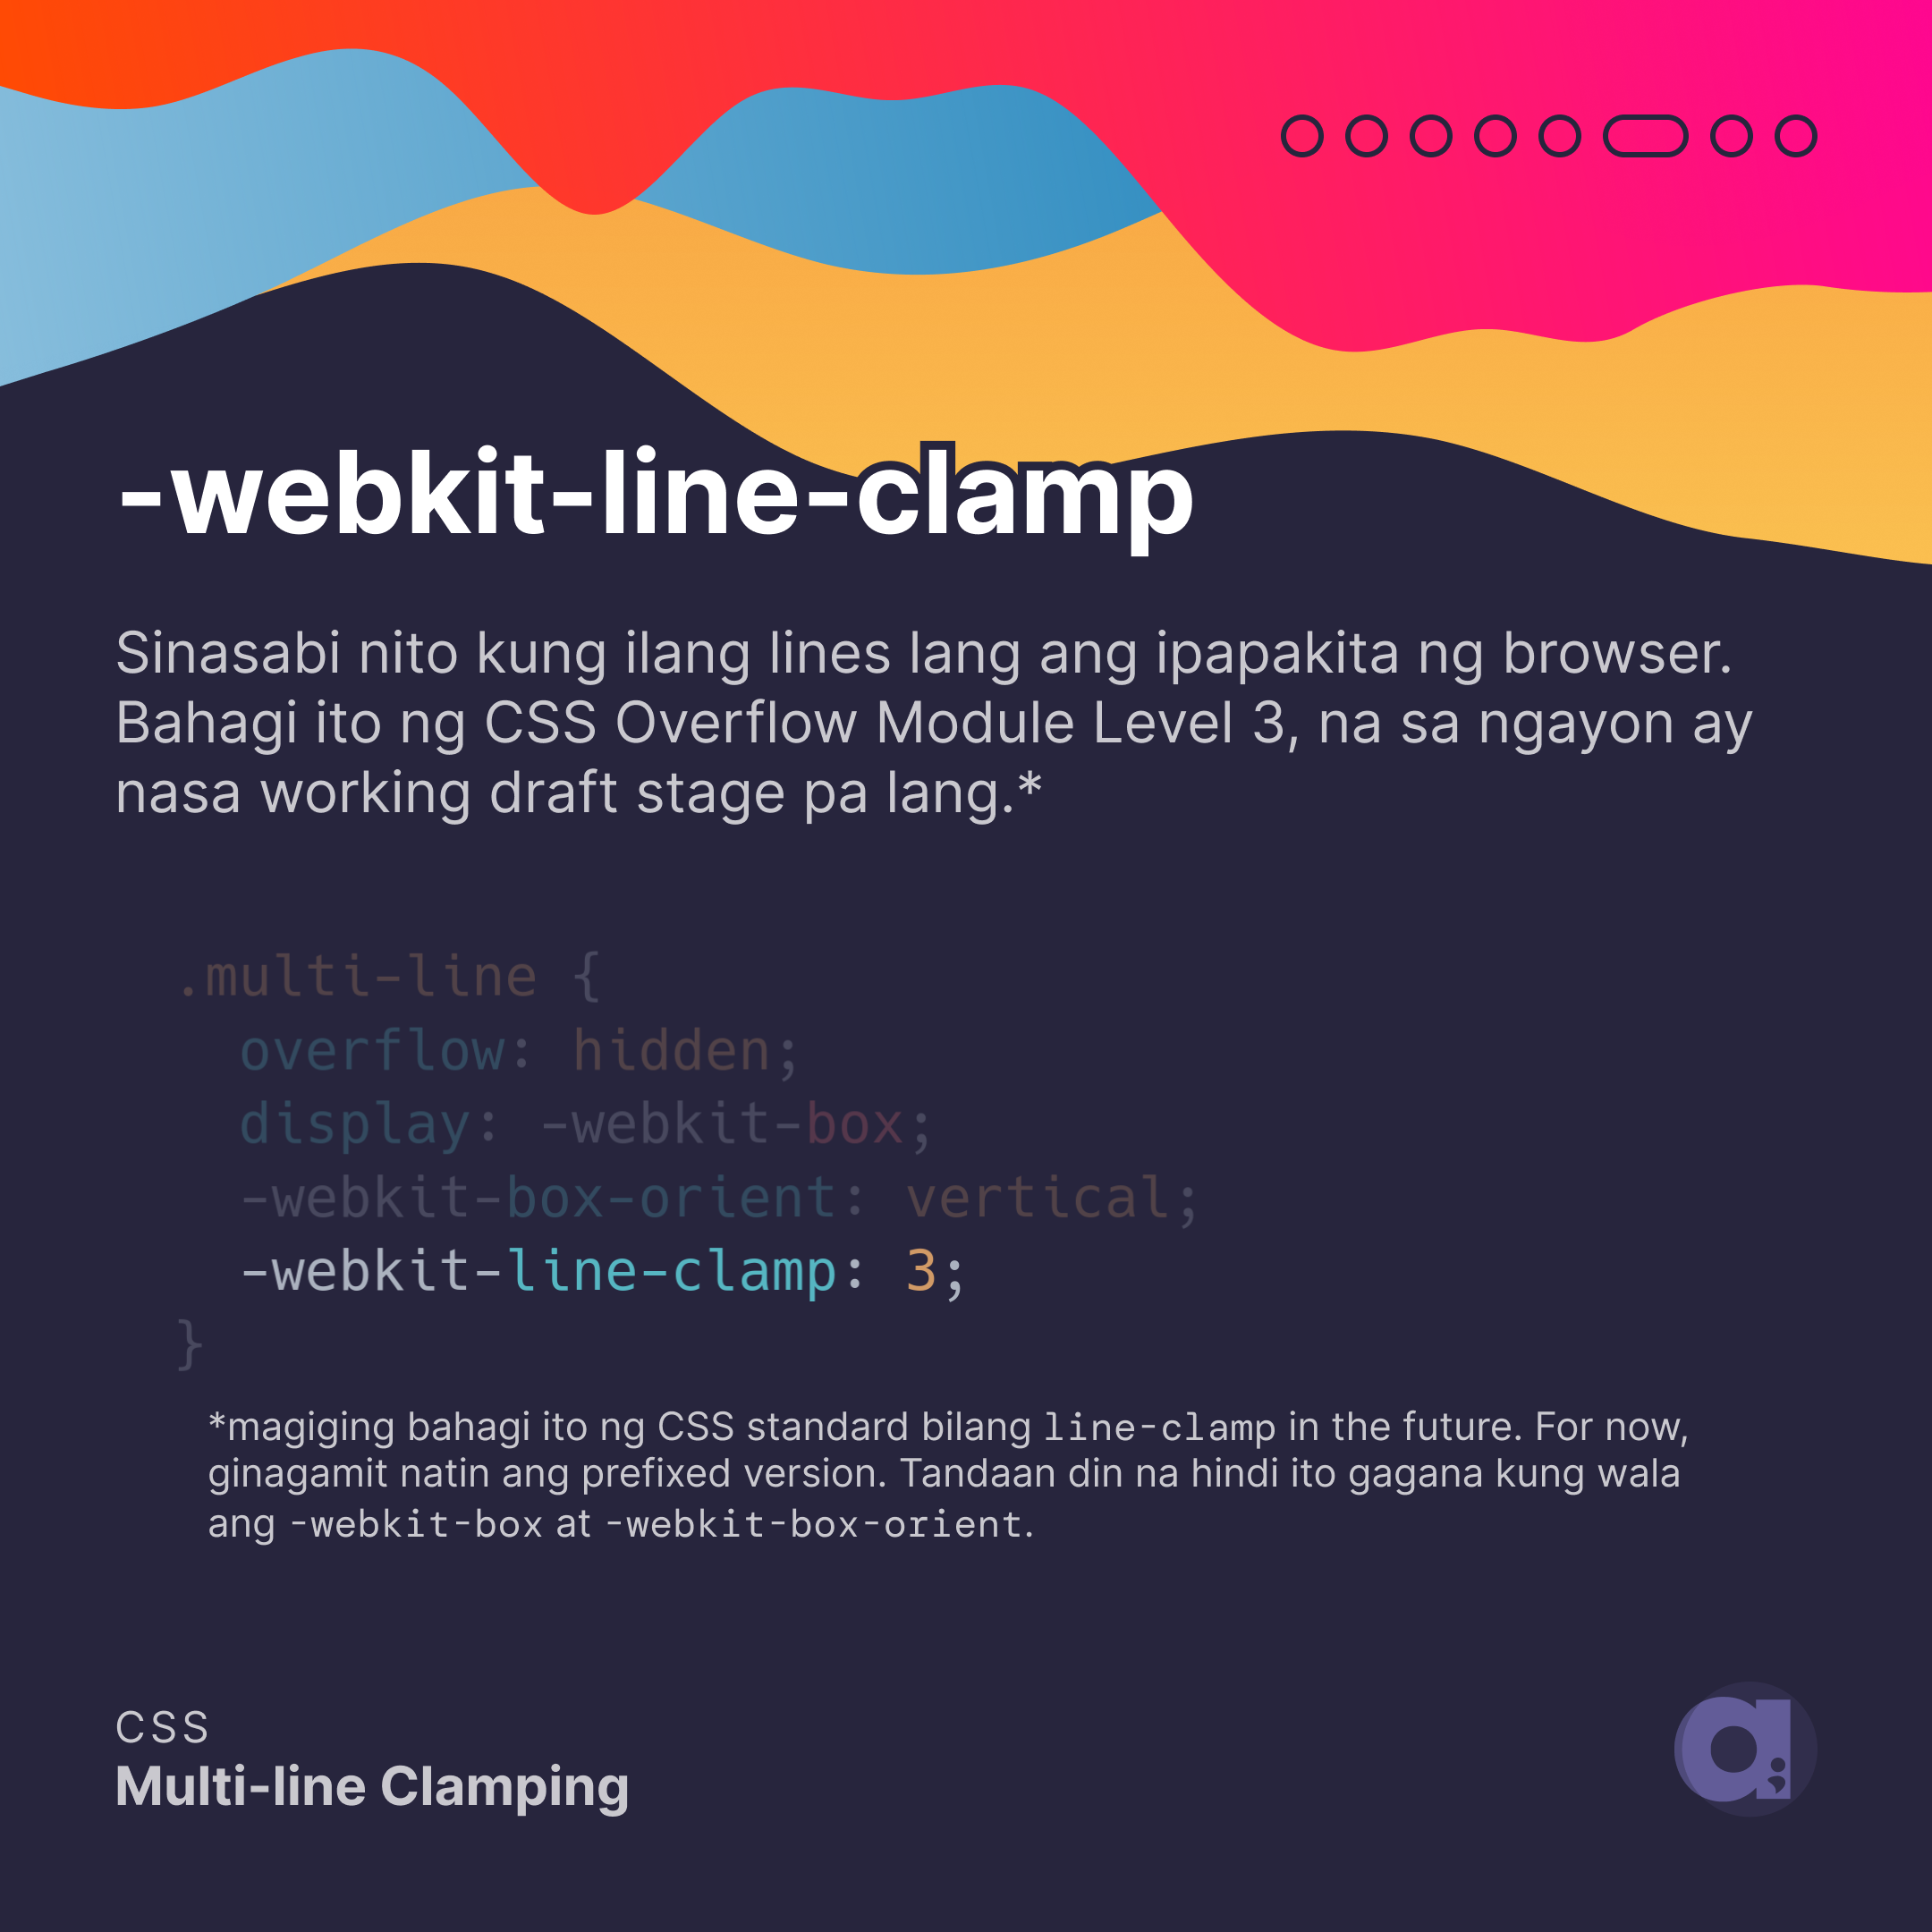 -webkit-line-clamp
Sinasabi nito kung ilang lines lang ang ipapakita ng browser.
Bahagi ito ng CSS Overflow Module Level 3, na sa ngayon ay
nasa working draft stage pa lang.*
.multi-line {
  overflow: hidden;
  display: -webkit-box;
  -webkit-box-orient: vertical;
  -webkit-line-clamp: 3;
}
*magiging bahagi ito ng CSS standard bilang line-clamp in the future. For now,
ginagamit natin ang prefixed version. Tandaan din na hindi ito gagana kung wala
ang -webkit-box at -webkit-box-orient.
CSS
Multi-line Clamping
a;